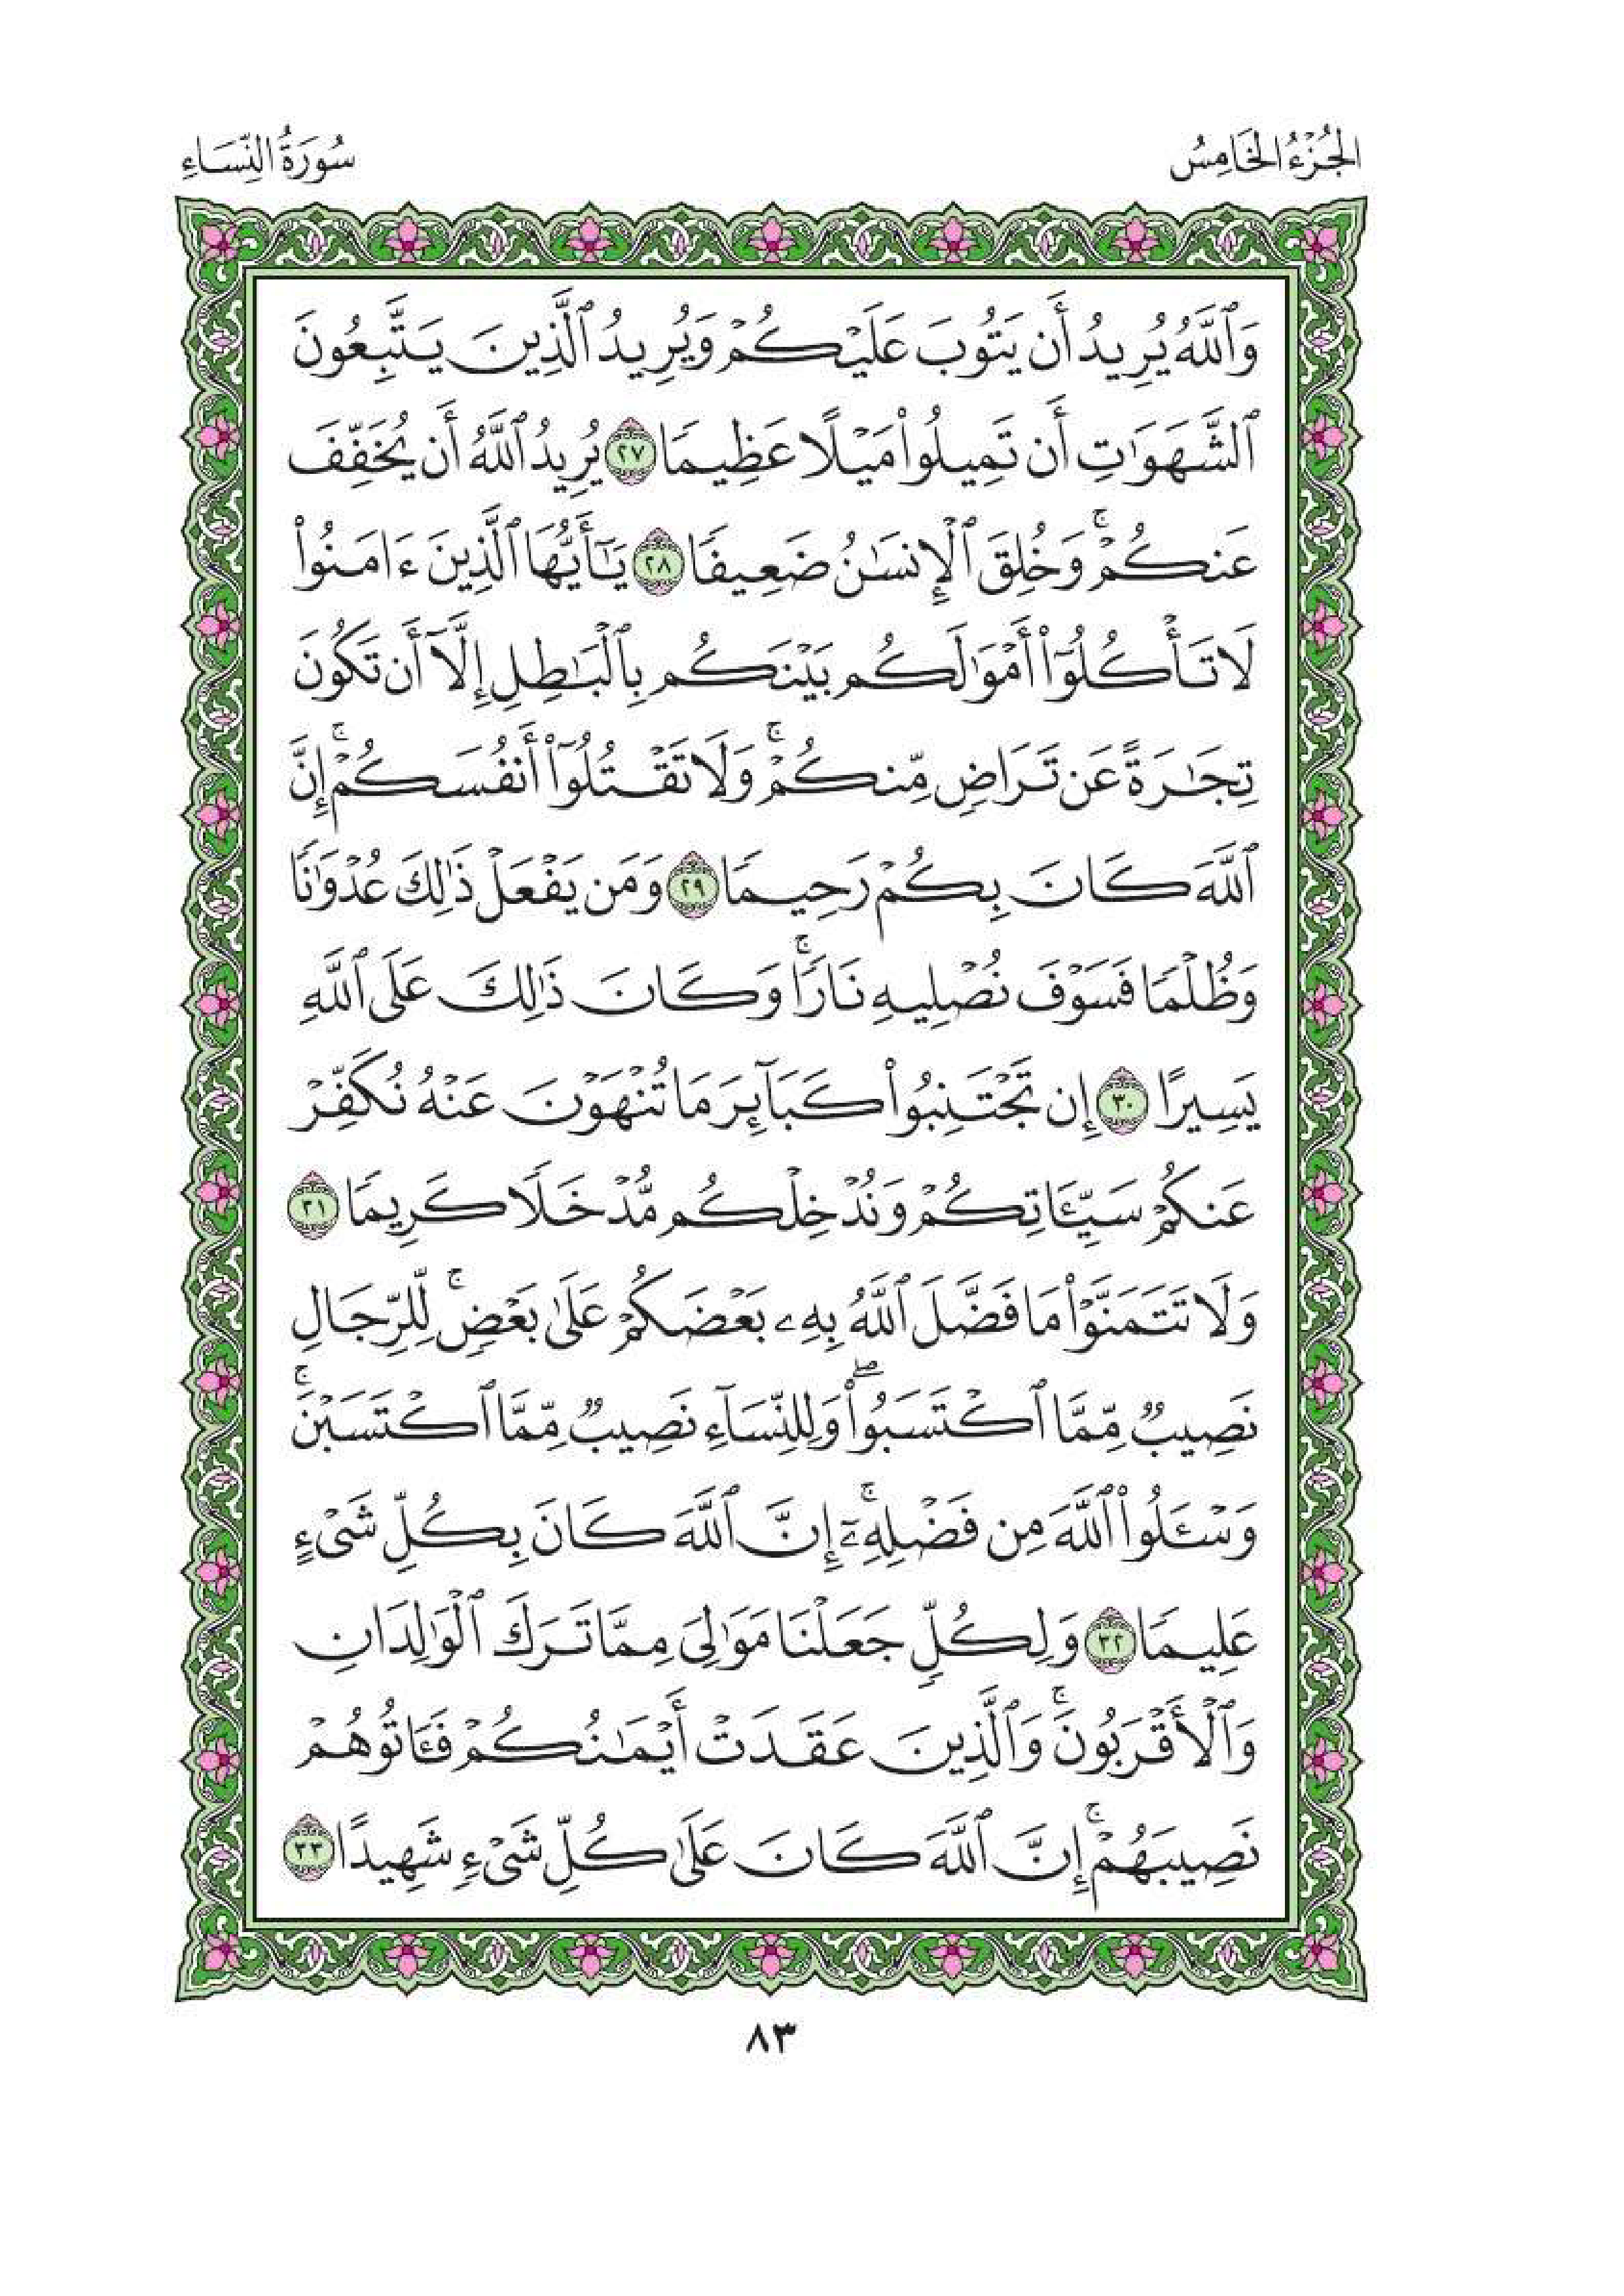 الجُزْءُ الخَامِسُ
سُورَةُ النِّسَاءِ
وَٱللَّهُ يُرِيدُ أَن يَتُوبَ عَلَيْكُمْ وَيُرِيدُ ٱلَّذِينَ يَتَّبِعُونَ
ٱلشَّهَوَٰتِ أَن تَمِيلُوا۟ مَيْلًا عَظِيمًا ٢٧ يُرِيدُ ٱللَّهُ أَن يُخَفِّفَ
عَنكُمْ ۚ وَخُلِقَ ٱلْإِنسَٰنُ ضَعِيفًا ٢٨ يَٰٓأَيُّهَا ٱلَّذِينَ ءَامَنُوا۟
لَا تَأْكُلُوٓا۟ أَمْوَٰلَكُم بَيْنَكُم بِٱلْبَٰطِلِ إِلَّآ أَن تَكُونَ
تِجَٰرَةً عَن تَرَاضٍ مِّنكُمْ ۚ وَلَا تَقْتُلُوٓا۟ أَنفُسَكُمْ ۚ إِنَّ
ٱللَّهَ كَانَ بِكُمْ رَحِيمًا ٢٩ وَمَن يَفْعَلْ ذَٰلِكَ عُدْوَٰنًا
وَظُلْمًا فَسَوْفَ نُصْلِيهِ نَارًا ۚ وَكَانَ ذَٰلِكَ عَلَى ٱللَّهِ
يَسِيرًا ٣٠ إِن تَجْتَنِبُوا۟ كَبَآئِرَ مَا تُنْهَوْنَ عَنْهُ نُكَفِّرْ
عَنكُمْ سَيِّـَٔاتِكُمْ وَنُدْخِلْكُم مُّدْخَلًا كَرِيمًا ٣١
وَلَا تَتَمَنَّوْا۟ مَا فَضَّلَ ٱللَّهُ بِهِۦ بَعْضَكُمْ عَلَىٰ بَعْضٍ ۚ لِّلرِّجَالِ
نَصِيبٌ مِّمَّا ٱكْتَسَبُوا۟ ۖ وَلِلنِّسَآءِ نَصِيبٌ مِّمَّا ٱكْتَسَبْنَ ۚ
وَسْـَٔلُوا۟ ٱللَّهَ مِن فَضْلِهِۦٓ ۚ إِنَّ ٱللَّهَ كَانَ بِكُلِّ شَىْءٍ
عَلِيمًا ٣٢ وَلِكُلٍّ جَعَلْنَا مَوَٰلِىَ مِمَّا تَرَكَ ٱلْوَٰلِدَانِ
وَٱلْأَقْرَبُونَ ۚ وَٱلَّذِينَ عَقَدَتْ أَيْمَٰنُكُمْ فَـَٔاتُوهُمْ
نَصِيبَهُمْ ۚ إِنَّ ٱللَّهَ كَانَ عَلَىٰ كُلِّ شَىْءٍ شَهِيدًا ٣٣
٨٣